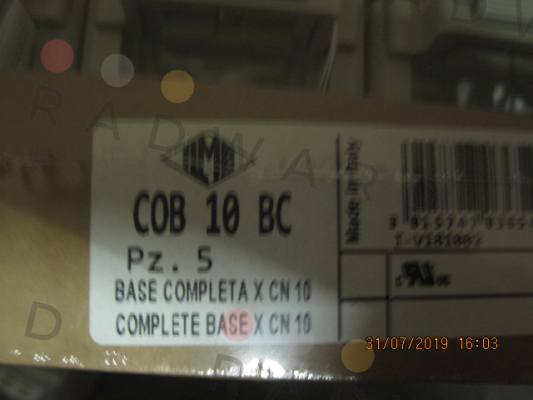 ILME
COB 10 BC
Pz. 5
BASE COMPLETA X CN 10
COMPLETE BASE X CN 10
Made in Italy
31/07/2019 16:03